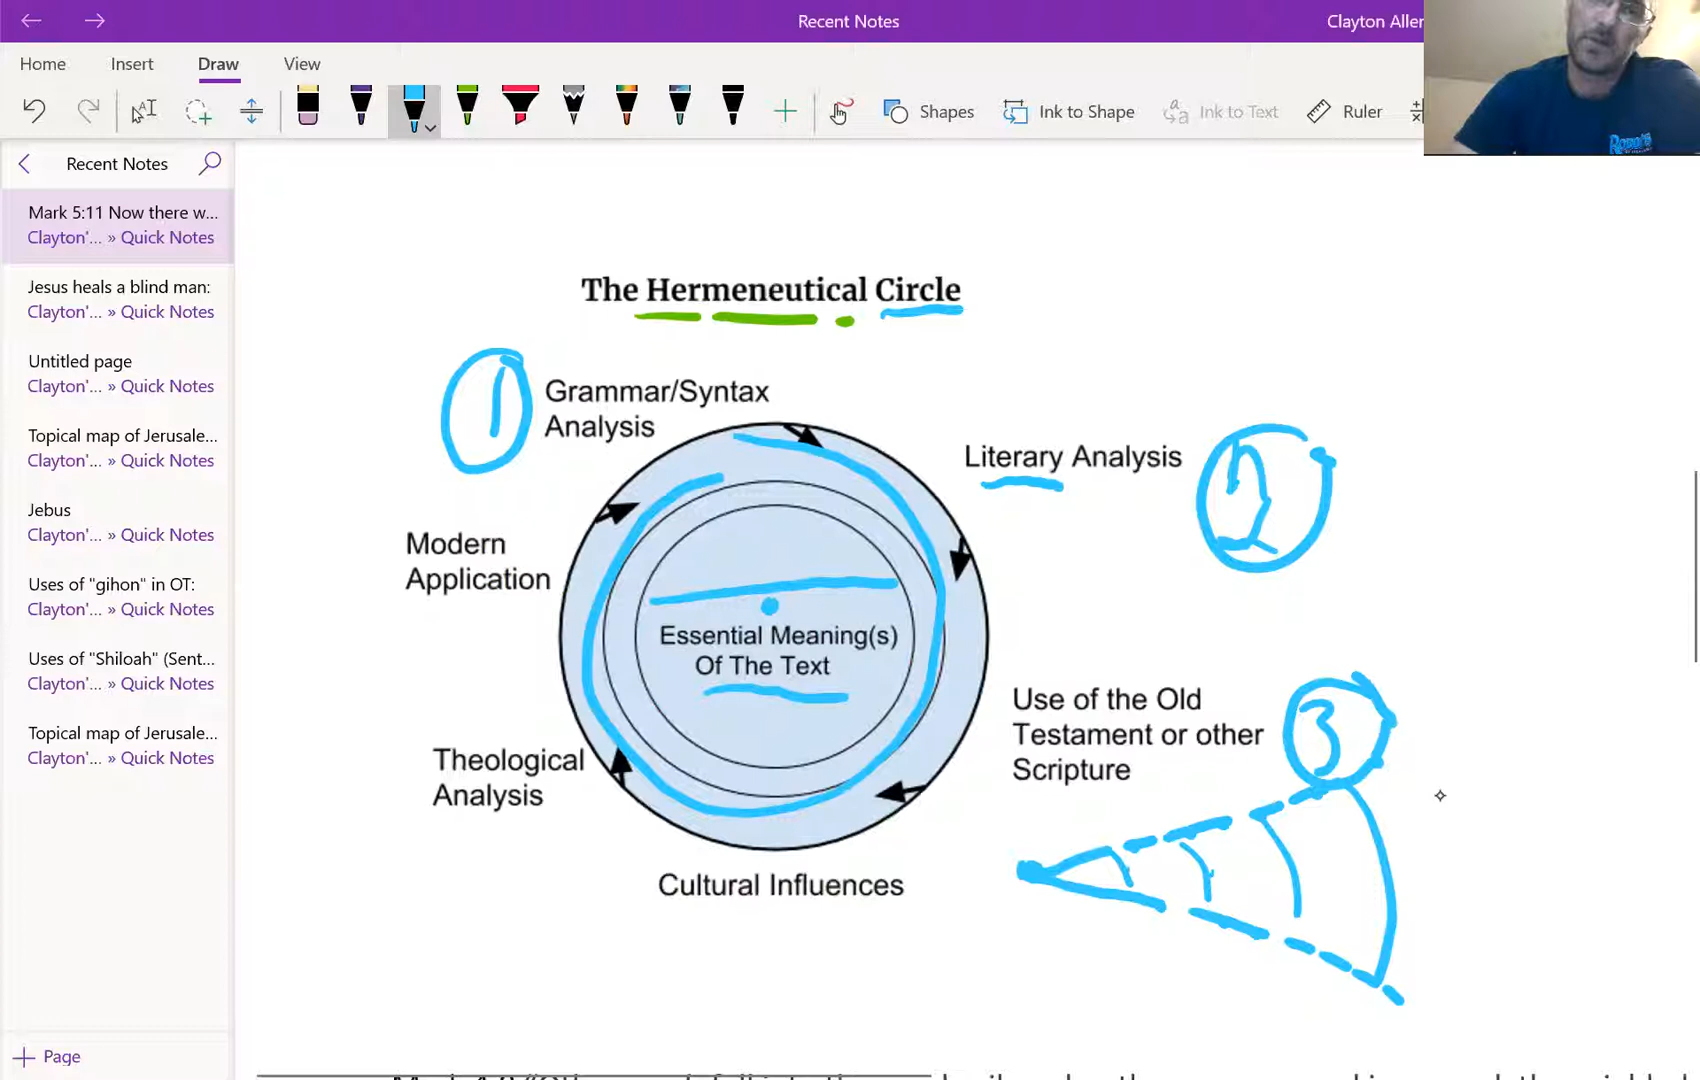 Recent Notes
Clayton Aller
Home Insert Draw View
Shapes Ink to Shape Ink to Text Ruler
Recent Notes
Mark 5:11 Now there w...
Clayton'... » Quick Notes
Jesus heals a blind man:
Clayton'... » Quick Notes
Untitled page
Clayton'... » Quick Notes
Topical map of Jerusale...
Clayton'... » Quick Notes
Jebus
Clayton'... » Quick Notes
Uses of "gihon" in OT:
Clayton'... » Quick Notes
Uses of "Shiloah" (Sent...
Clayton'... » Quick Notes
Topical map of Jerusale...
Clayton'... » Quick Notes
Page
The Hermeneutical Circle
1
Grammar/Syntax
Analysis
Literary Analysis
2
Use of the Old
Testament or other
Scripture
3
Cultural Influences
Theological
Analysis
Modern
Application
Essential Meaning(s)
Of The Text